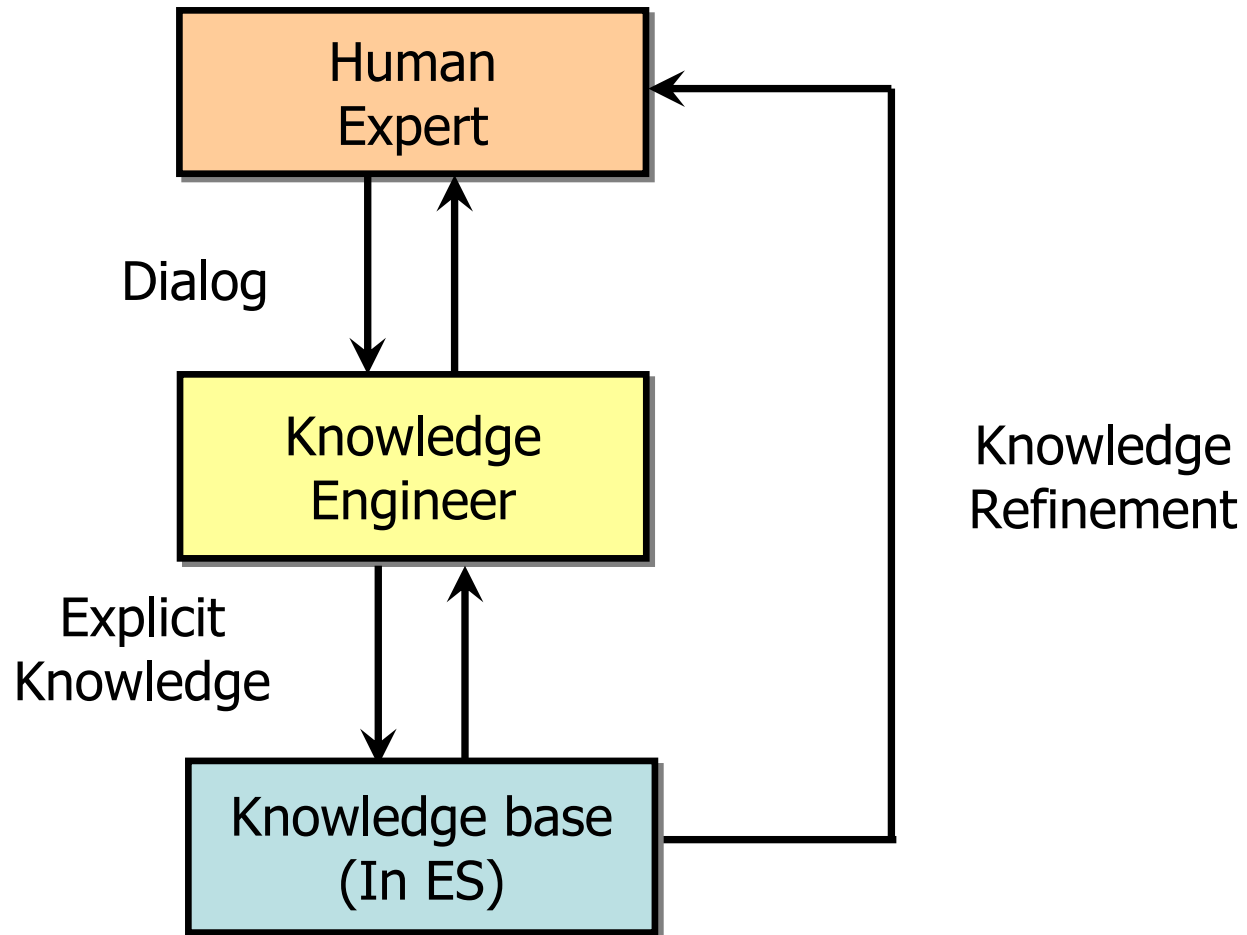 Human
Expert
Dialog
Knowledge
Engineer
Knowledge
Refinement
Explicit
Knowledge
Knowledge base
(In ES)